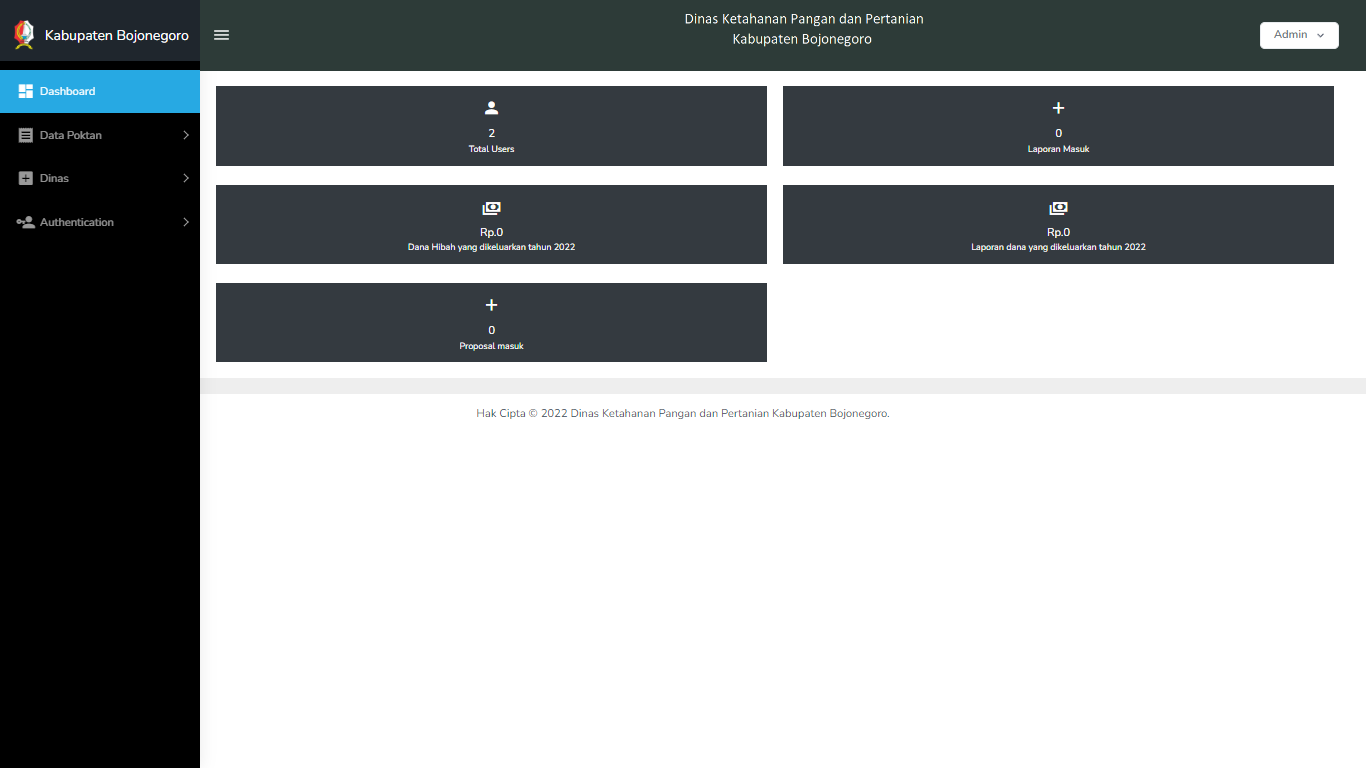 Kabupaten Bojonegoro
Dinas Ketahanan Pangan dan Pertanian
Kabupaten Bojonegoro
Admin
Dashboard
Data Poktan
Dinas
Authentication
2
Total Users
0
Laporan Masuk
Rp.0
Dana Hibah yang dikeluarkan tahun 2022
Rp.0
Laporan dana yang dikeluarkan tahun 2022
0
Proposal masuk
Hak Cipta © 2022 Dinas Ketahanan Pangan dan Pertanian Kabupaten Bojonegoro.